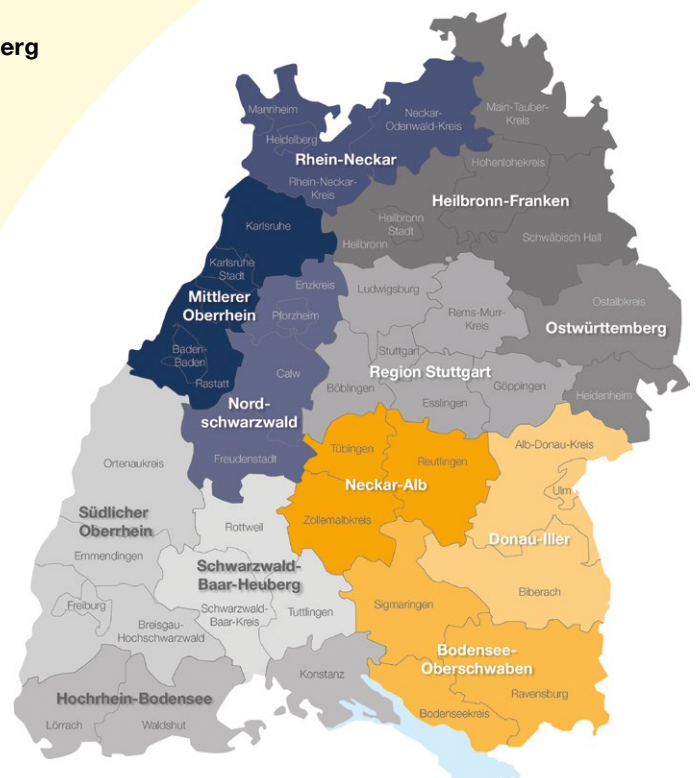 erg
Mannheim
Heidelberg
Neckar-
Odenwald-Kreis
Rhein-Neckar
Rhein-Neckar-
Kreis
Main-Tauber-
Kreis
Hohenlohekreis
Heilbronn-Franken
Heilbronn
Stadt
Heilbronn
Schwäbisch Hall
Karlsruhe
Karlsruhe
Stadt
Mittlerer
Oberrhein
Baden-
Baden
Rastatt
Enzkreis
Pforzheim
Calw
Nord-
schwarzwald
Freudenstadt
Ludwigsburg
Rems-Murr-
Kreis
Stuttgart
Region Stuttgart
Böblingen
Esslingen
Göppingen
Ostalbkreis
Ostwürttemberg
Heidenheim
Tübingen
Reutlingen
Neckar-Alb
Zollernalbkreis
Alb-Donau-Kreis
Ulm
Donau-Iller
Biberach
Ortenaukreis
Südlicher
Oberrhein
Emmendingen
Freiburg
Breisgau-
Hochschwarzwald
Rottweil
Schwarzwald-
Baar-Heuberg
Schwarzwald-
Baar-Kreis
Tuttlingen
Sigmaringen
Bodensee-
Oberschwaben
Ravensburg
Bodenseekreis
Konstanz
Hochrhein-Bodensee
Lörrach
Waldshut